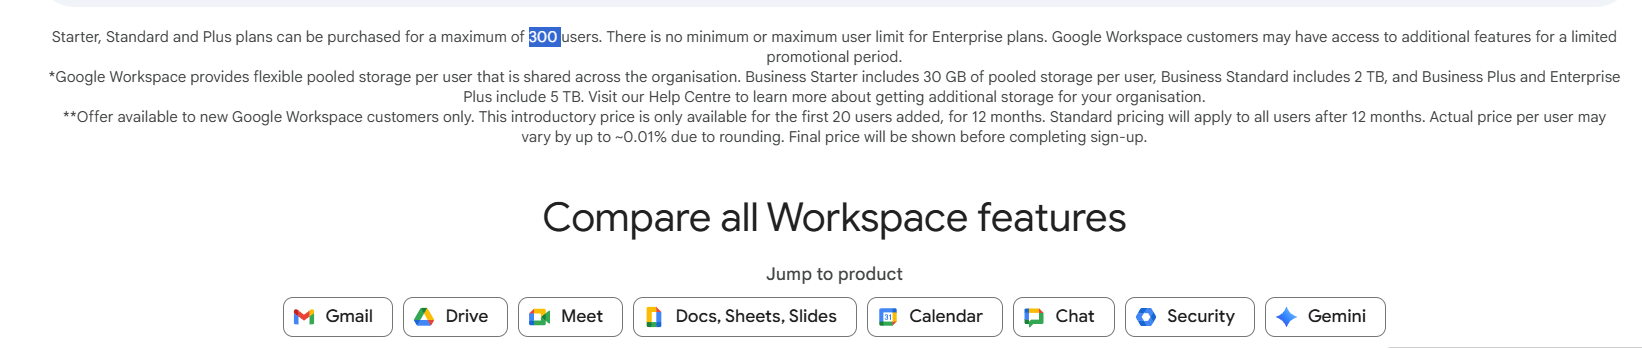 Starter, Standard and Plus plans can be purchased for a maximum of 300 users. There is no minimum or maximum user limit for Enterprise plans. Google Workspace customers may have access to additional features for a limited
promotional period.
*Google Workspace provides flexible pooled storage per user that is shared across the organisation. Business Starter includes 30 GB of pooled storage per user, Business Standard includes 2 TB, and Business Plus and Enterprise
Plus include 5 TB. Visit our Help Centre to learn more about getting additional storage for your organisation.
**Offer available to new Google Workspace customers only. This introductory price is only available for the first 20 users added, for 12 months. Standard pricing will apply to all users after 12 months. Actual price per user may
vary by up to ~0.01% due to rounding. Final price will be shown before completing sign-up.
Compare all Workspace features
Jump to product
Gmail Drive Meet Docs, Sheets, Slides 31 Calendar Chat Security Gemini